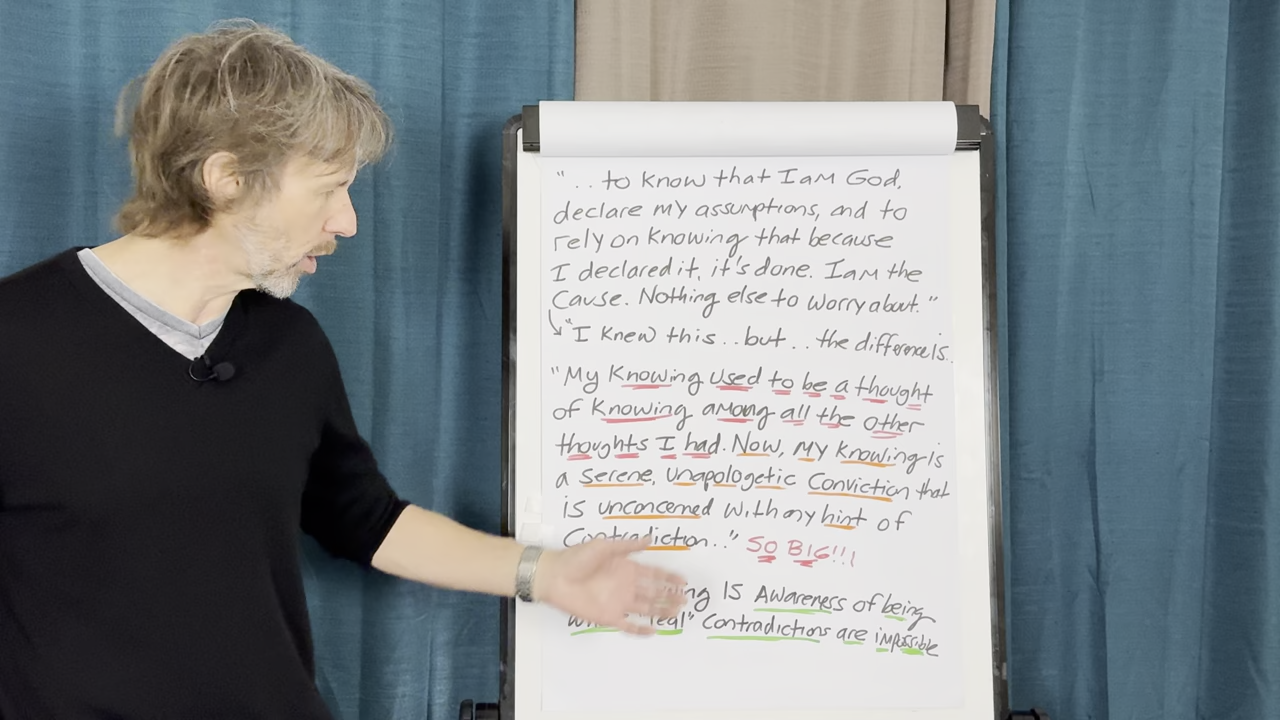 ".. to know that I am God,
declare my assumptions, and to
rely on Knowing that because
I declared it, it's done. I am the
Cause. Nothing else to worry about."
"I knew this .. but .. the difference is..
"My Knowing used to be a thought
of Knowing among all the other
thoughts I had. Now, my knowing is
a serene, unapologetic Conviction that
is unconcerned with any hint of
Contradiction.." SO BIG!!!
IS Awareness of being
Contradictions are impossible